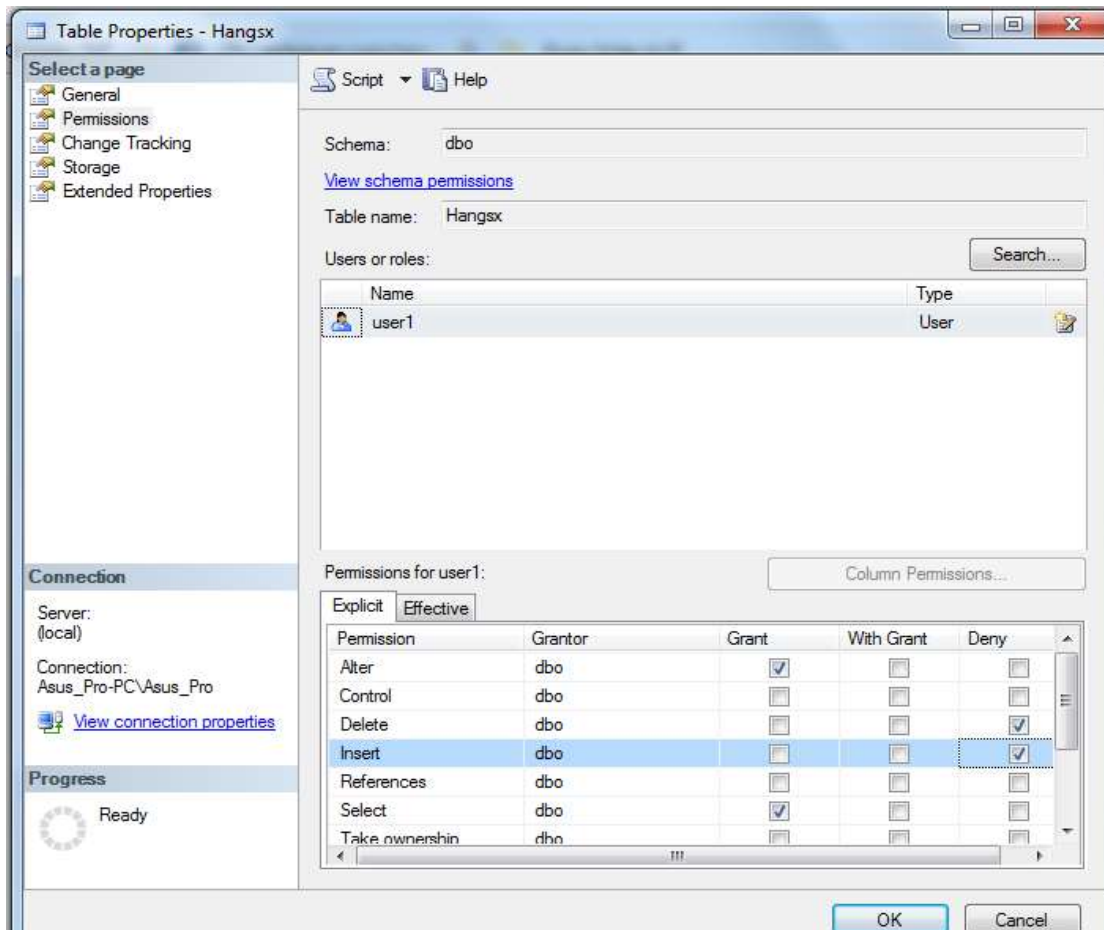 Table Properties - Hangsx
Select a page
General
Permissions
Change Tracking
Storage
Extended Properties
Script
Help
Schema:
dbo
View schema permissions
Table name:
Hangsx
Users or roles:
Search...
Name
Type
user1
User
Connection
Server:
(local)
Connection:
Asus_Pro-PC\Asus_Pro
View connection properties
Progress
Ready
Permissions for user1:
Column Permissions...
Explicit
Effective
Permission Grantor Grant With Grant Deny
Alter dbo
Control dbo
Delete dbo
Insert dbo
References dbo
Select dbo
Take ownership dbo
OK
Cancel